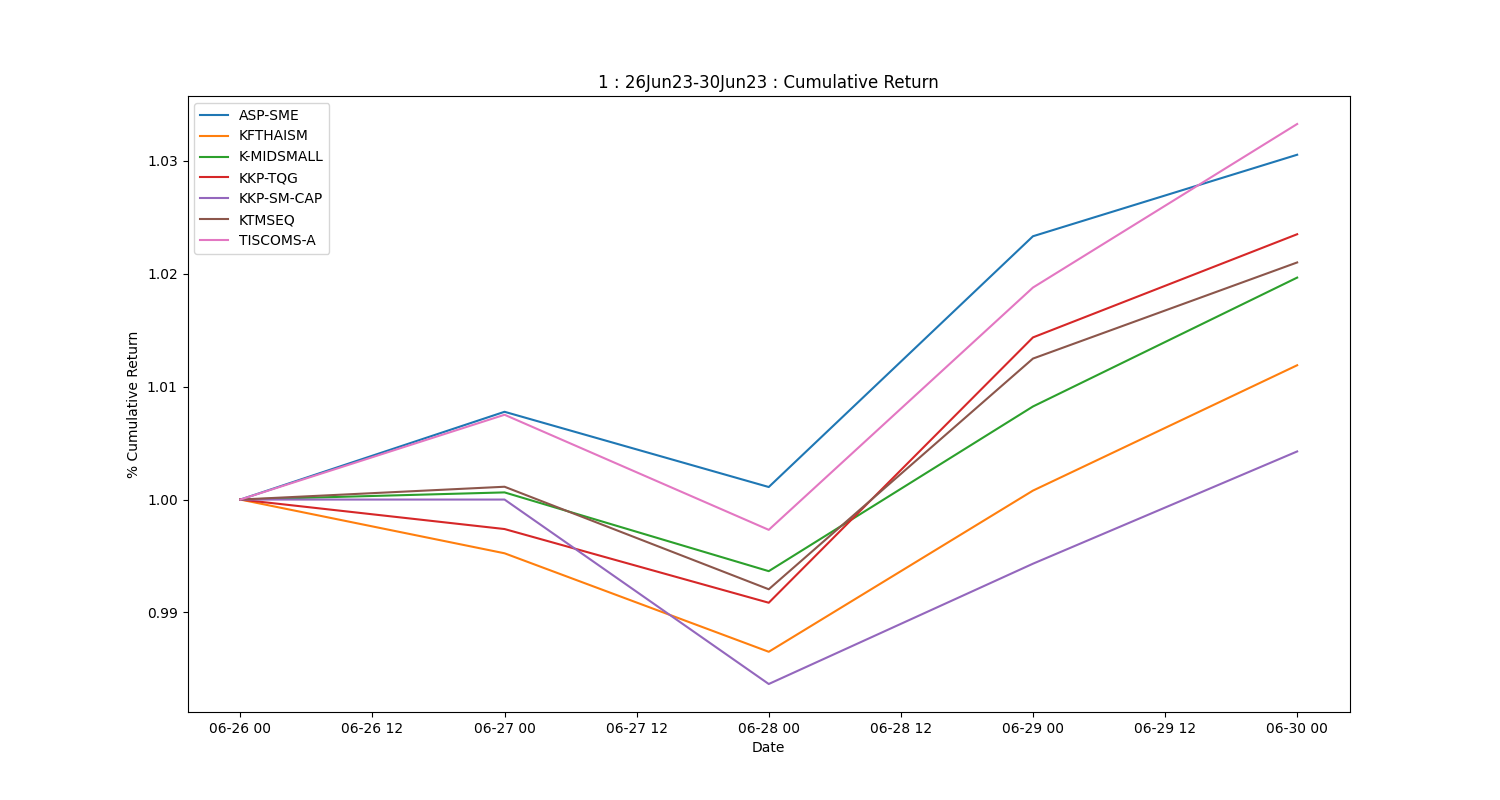 1 : 26Jun23-30Jun23 : Cumulative Return
ASP-SME
KFTHAISM
K-MIDSMALL
KKP-TQG
KKP-SM-CAP
KTMSEQ
TISCOMS-A
% Cumulative Return
1.03
1.02
1.01
1.00
0.99
06-26 00 06-26 12 06-27 00 06-27 12 06-28 00 06-28 12 06-29 00 06-29 12 06-30 00
Date